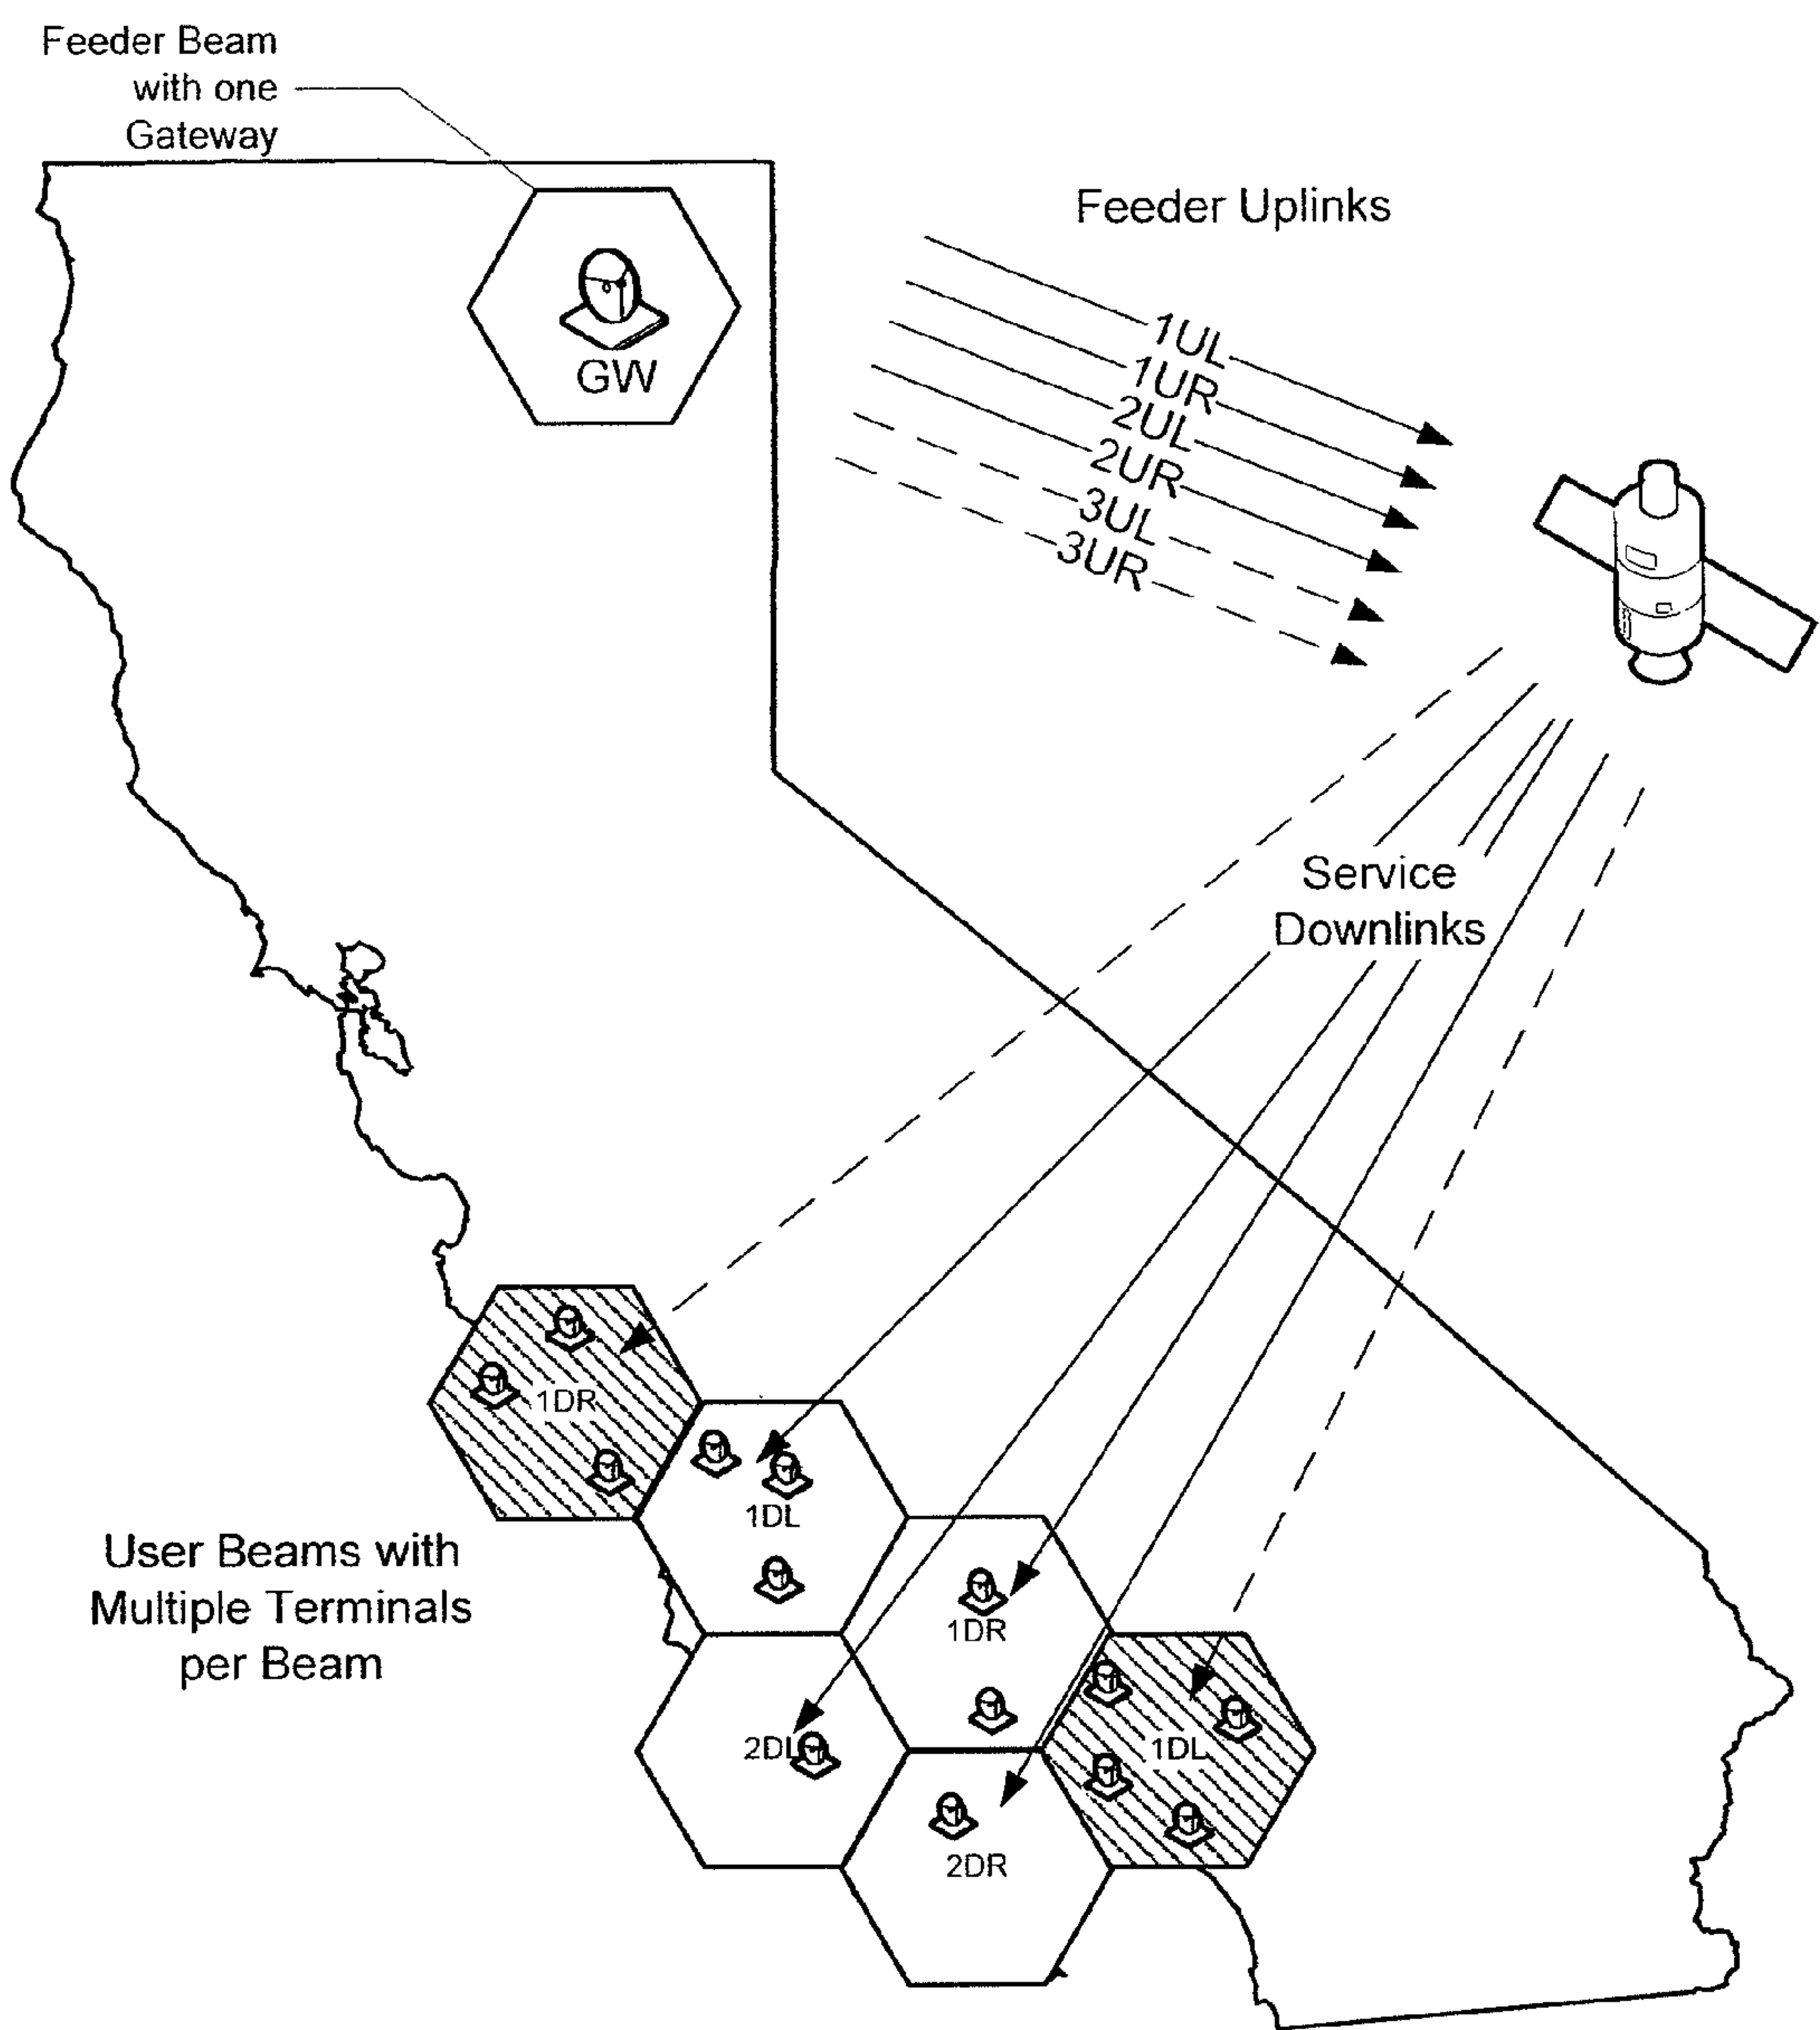 Feeder Beam
with one
Gateway
Feeder Uplinks
GW
1UL
1UR
2UL
2UR
3UL
3UR
Service
Downlinks
1DR
1DL
User Beams with
Multiple Terminals
per Beam
1DR
2DL
1DL
2DR